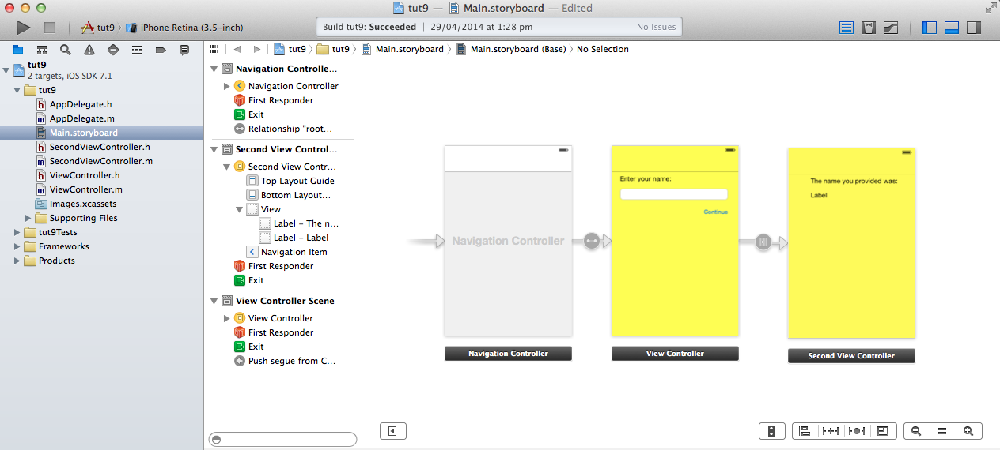 tut9 — Main.storyboard — Edited
tut9 iPhone Retina (3.5-inch)
Build tut9: Succeeded | 29/04/2014 at 1:28 pm No Issues
tut9 tut9 Main.storyboard Main.storyboard (Base) No Selection
tut9
2 targets, iOS SDK 7.1
tut9
AppDelegate.h
AppDelegate.m
Main.storyboard
SecondViewController.h
SecondViewController.m
ViewController.h
ViewController.m
Images.xcassets
Supporting Files
tut9Tests
Frameworks
Products
Navigation Controlle...
Navigation Controller
First Responder
Exit
Relationship "root...
Second View Control...
Second View Contr...
Top Layout Guide
Bottom Layout...
View
Label – The n...
Label – Label
Navigation Item
First Responder
Exit
View Controller Scene
View Controller
First Responder
Exit
Push segue from C...
Navigation Controller
Navigation Controller
Enter your name:
Continue
View Controller
The name you provided was:
Label
Second View Controller